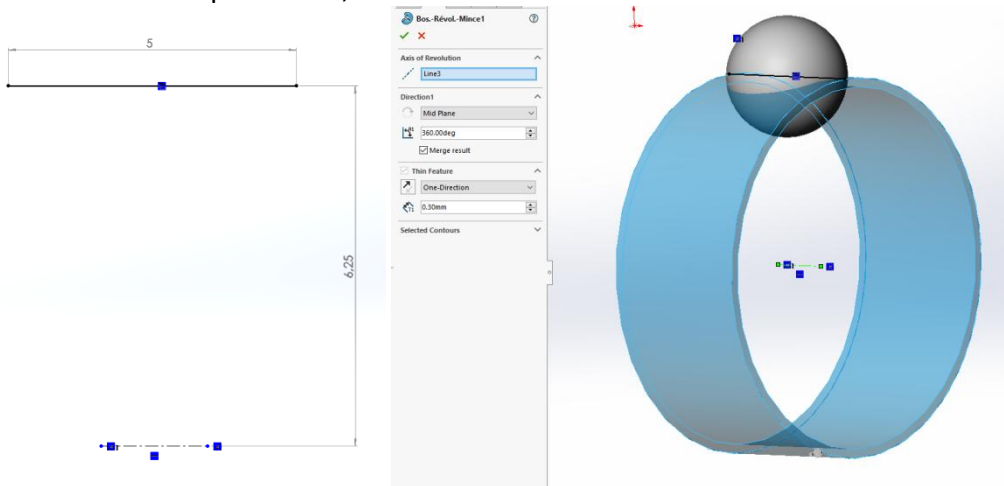 5
6,25
Bos.-Révol.-Mince1
Axis of Revolution
Line3
Direction1
Mid Plane
360.00deg
Merge result
Thin Feature
One-Direction
0.30mm
Selected Contours